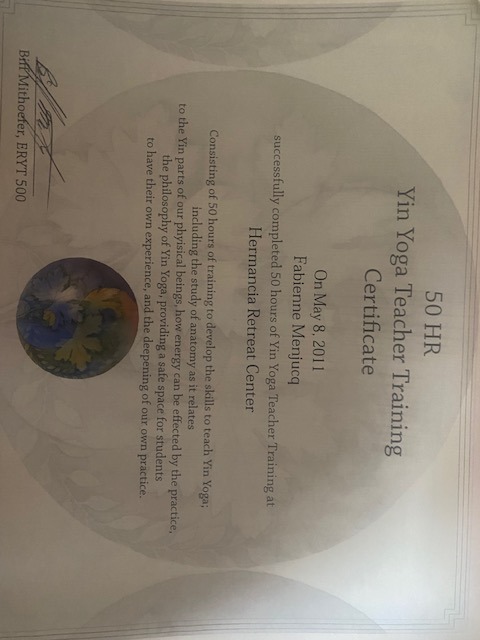 50 HR
Yin Yoga Teacher Training
Certificate
On May 8, 2011
Fabienne Menjucq
successfully completed 50 hours of Yin Yoga Teacher Training at
Hermancia Retreat Center
Consisting of 50 hours of training to develop the skills to teach Yin Yoga;
including the study of anatomy as it relates
to the Yin parts of our phyisical beings, how energy can be effected by the practice,
the philosophy of Yin Yoga, providing a safe space for students
to have their own experience, and the deepening of our own practice.
Biff Mithoefer, ERYT 500